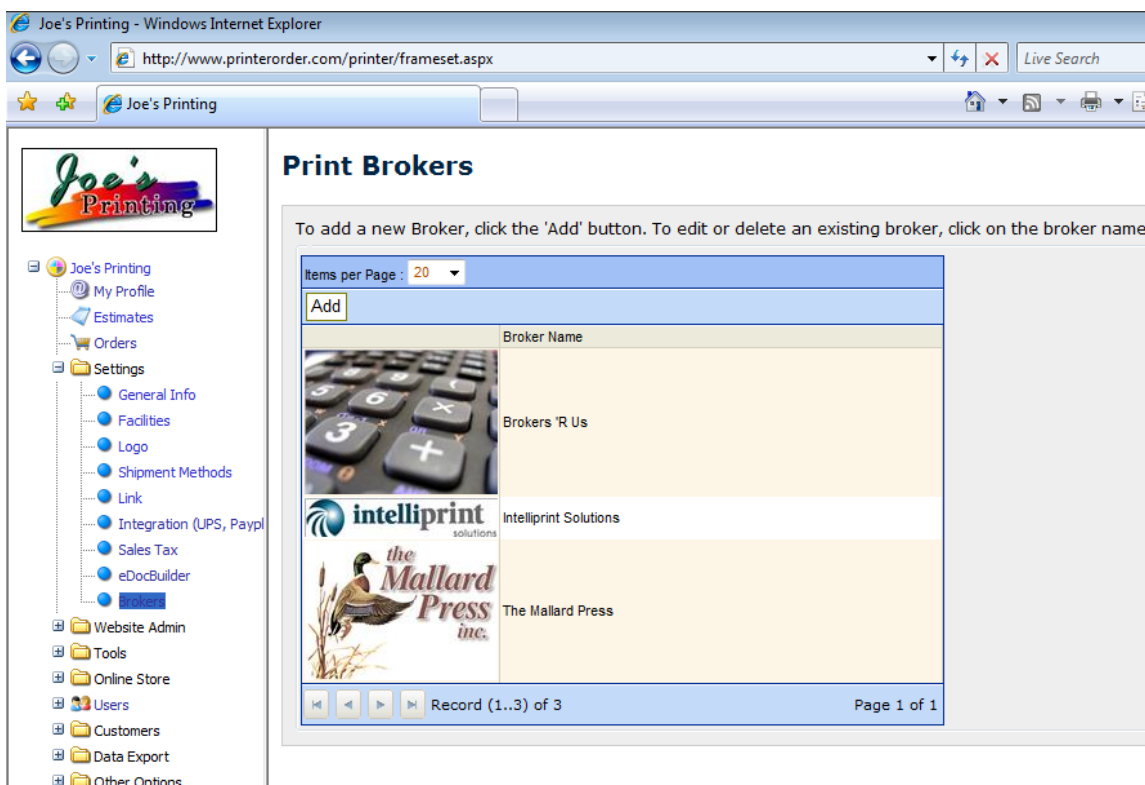 Joe's Printing - Windows Internet Explorer
http://www.printerorder.com/printer/frameset.aspx
Live Search
Joe's Printing
Joe's
Printing
Joe's Printing
My Profile
Estimates
Orders
Settings
General Info
Facilities
Logo
Shipment Methods
Link
Integration (UPS, Paypl
Sales Tax
eDocBuilder
Brokers
Website Admin
Tools
Online Store
Users
Customers
Data Export
Other Options
Print Brokers
To add a new Broker, click the 'Add' button. To edit or delete an existing broker, click on the broker name
Items per Page : 20
Add
Broker Name
Brokers 'R Us
intelliprint
solutions
Intelliprint Solutions
the
Mallard
Press
inc.
The Mallard Press
Record (1..3) of 3
Page 1 of 1